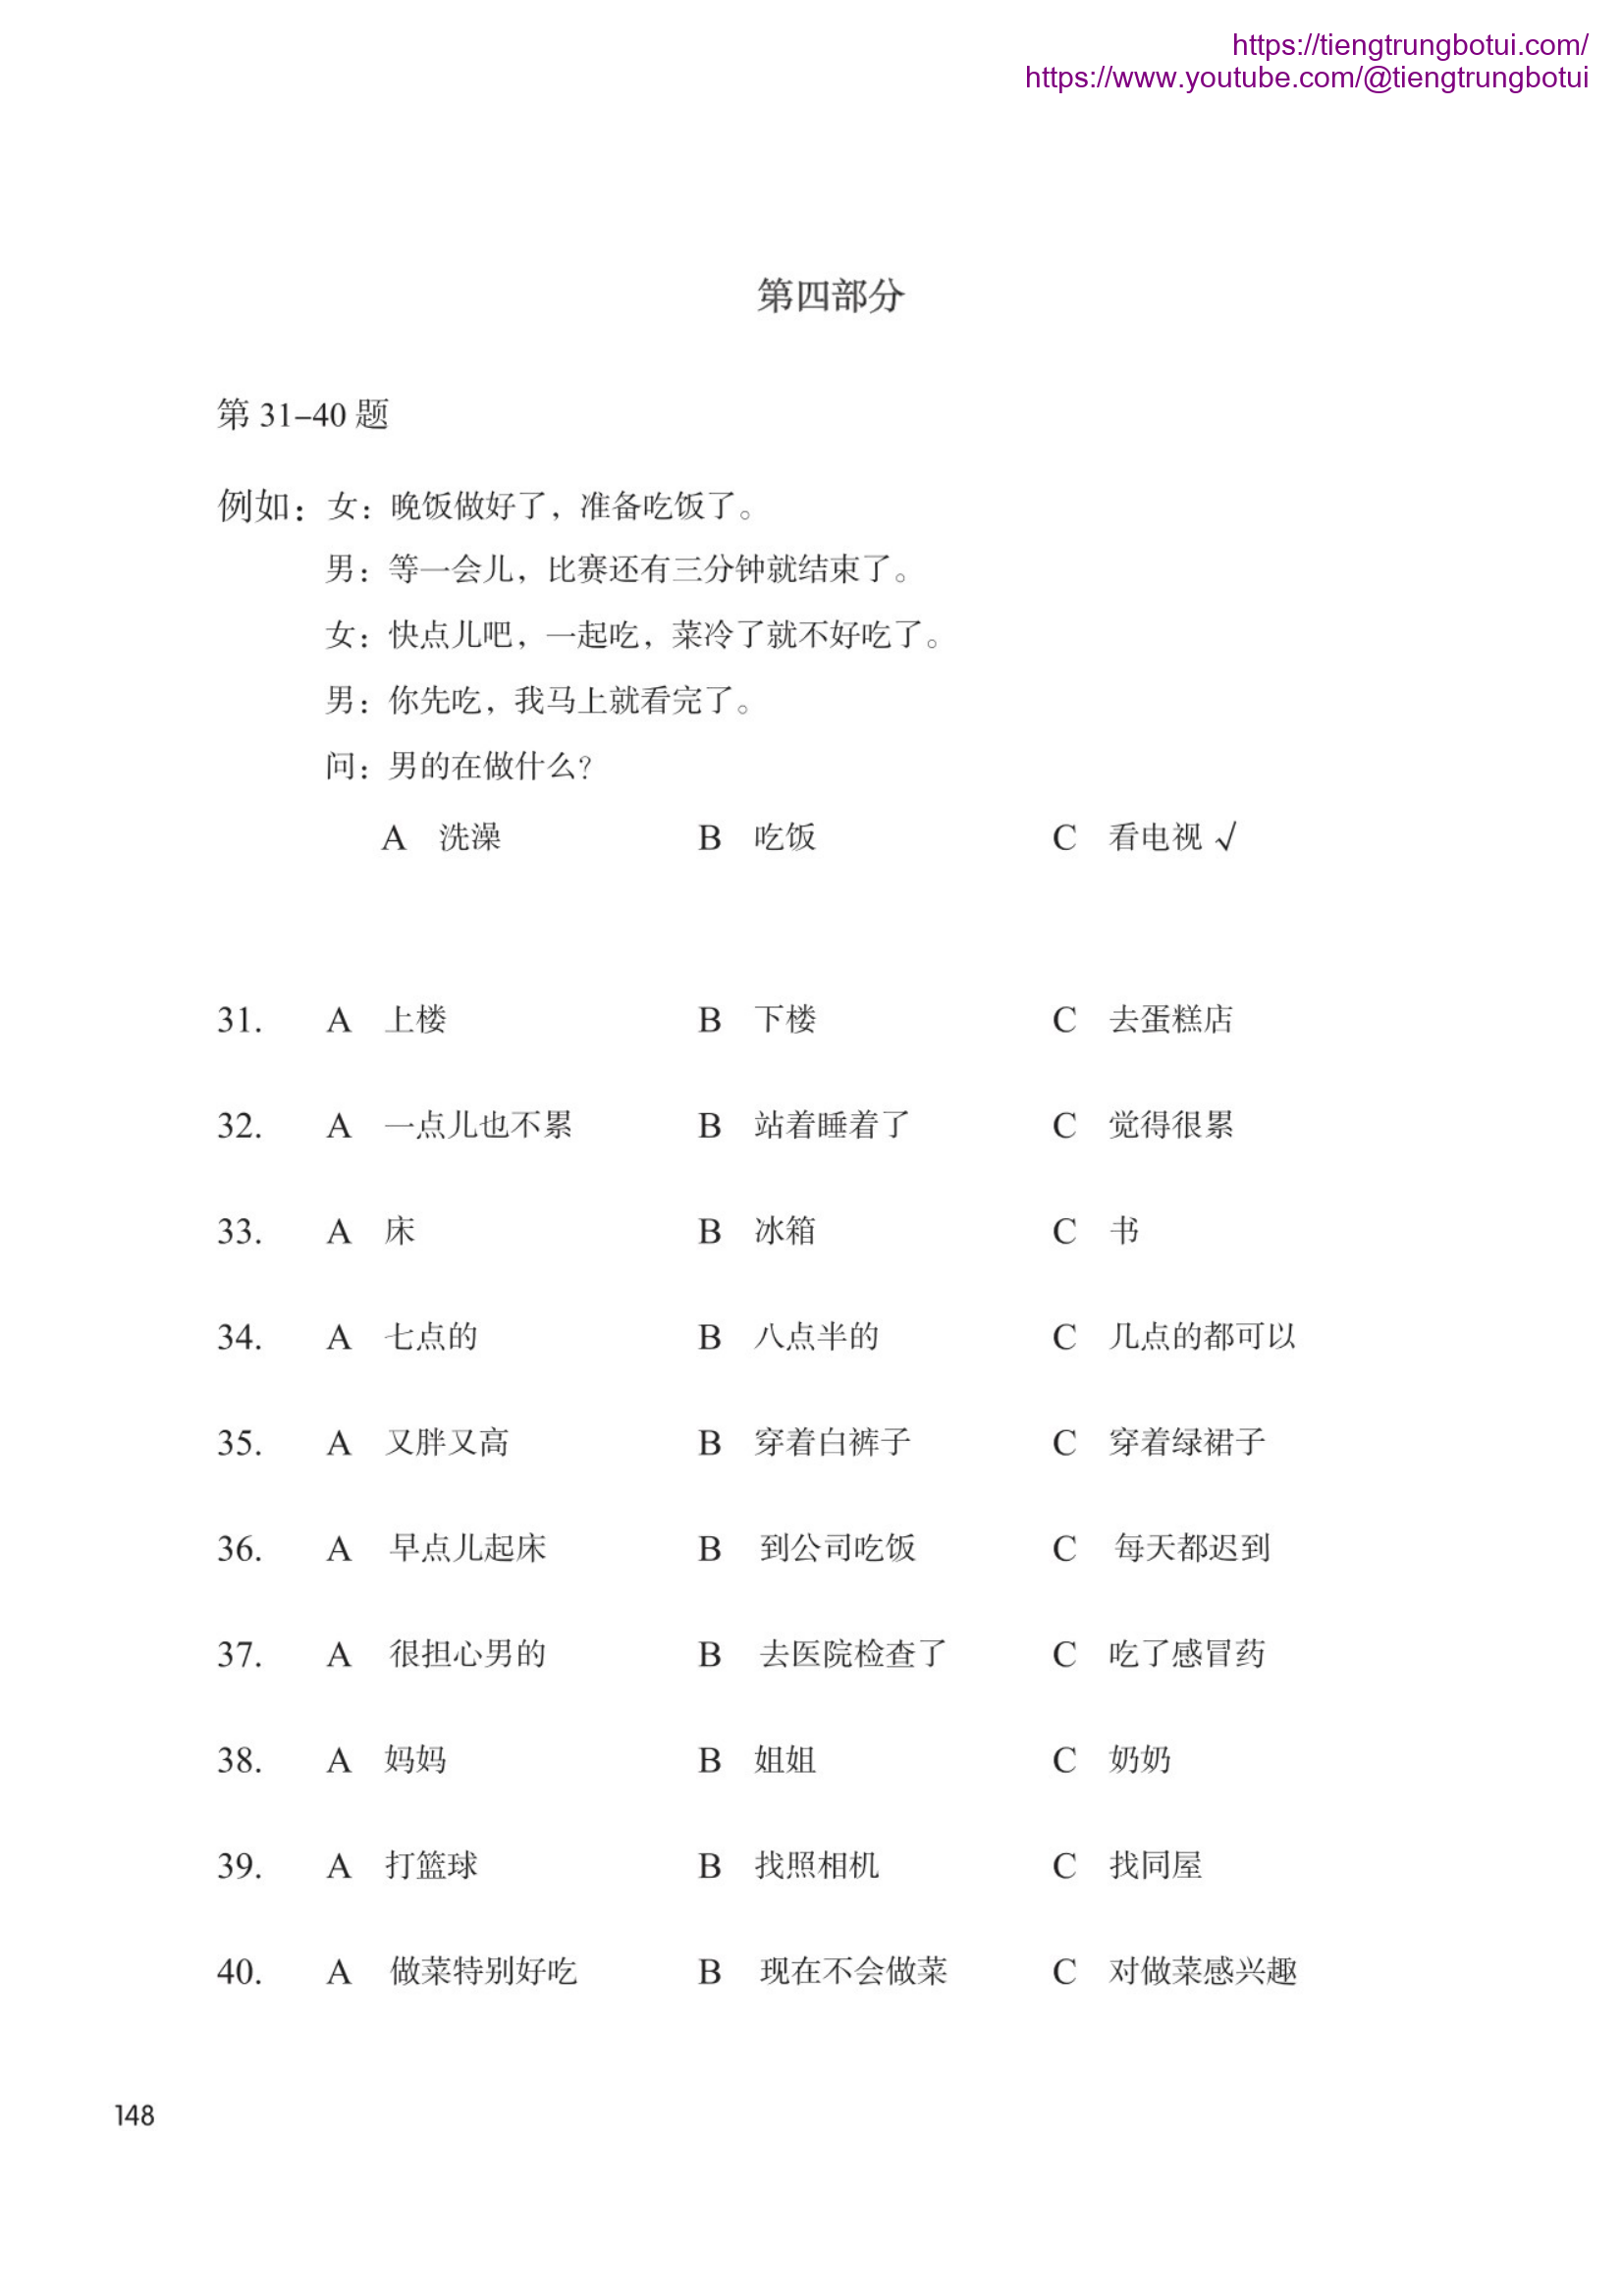 https://tiengtrungbotui.com/
https://www.youtube.com/@tiengtrungbotui
第四部分
第 31–40 题
例如：女：晚饭做好了，准备吃饭了。
男：等一会儿，比赛还有三分钟就结束了。
女：快点儿吧，一起吃，菜冷了就不好吃了。
男：你先吃，我马上就看完了。
问：男的在做什么？
A 洗澡 B 吃饭 C 看电视 √
31. A 上楼 B 下楼 C 去蛋糕店
32. A 一点儿也不累 B 站着睡着了 C 觉得很累
33. A 床 B 冰箱 C 书
34. A 七点的 B 八点半的 C 几点的都可以
35. A 又胖又高 B 穿着白裤子 C 穿着绿裙子
36. A 早点儿起床 B 到公司吃饭 C 每天都迟到
37. A 很担心男的 B 去医院检查了 C 吃了感冒药
38. A 妈妈 B 姐姐 C 奶奶
39. A 打篮球 B 找照相机 C 找同屋
40. A 做菜特别好吃 B 现在不会做菜 C 对做菜感兴趣
148